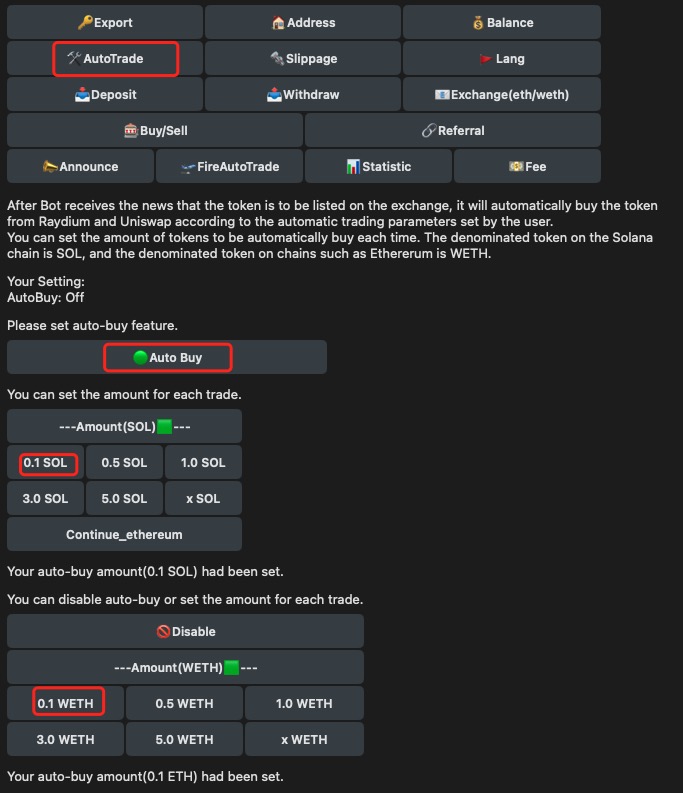 🔑Export 🏠Address 💰Balance
🛠AutoTrade 🔩Slippage 🚩Lang
📥Deposit 📤Withdraw 📧Exchange(eth/weth)
🎰Buy/Sell 🔗Referral
📣Announce 🛫FireAutoTrade 📊Statistic 💴Fee
After Bot receives the news that the token is to be listed on the exchange, it will automatically buy the token
from Raydium and Uniswap according to the automatic trading parameters set by the user.
You can set the amount of tokens to be automatically buy each time. The denominated token on the Solana
chain is SOL, and the denominated token on chains such as Ethererum is WETH.
Your Setting:
AutoBuy: Off
Please set auto-buy feature.
🟢Auto Buy
You can set the amount for each trade.
---Amount(SOL)🟩---
0.1 SOL 0.5 SOL 1.0 SOL
3.0 SOL 5.0 SOL x SOL
Continue_ethereum
Your auto-buy amount(0.1 SOL) had been set.
You can disable auto-buy or set the amount for each trade.
🚫Disable
---Amount(WETH)🟩---
0.1 WETH 0.5 WETH 1.0 WETH
3.0 WETH 5.0 WETH x WETH
Your auto-buy amount(0.1 ETH) had been set.